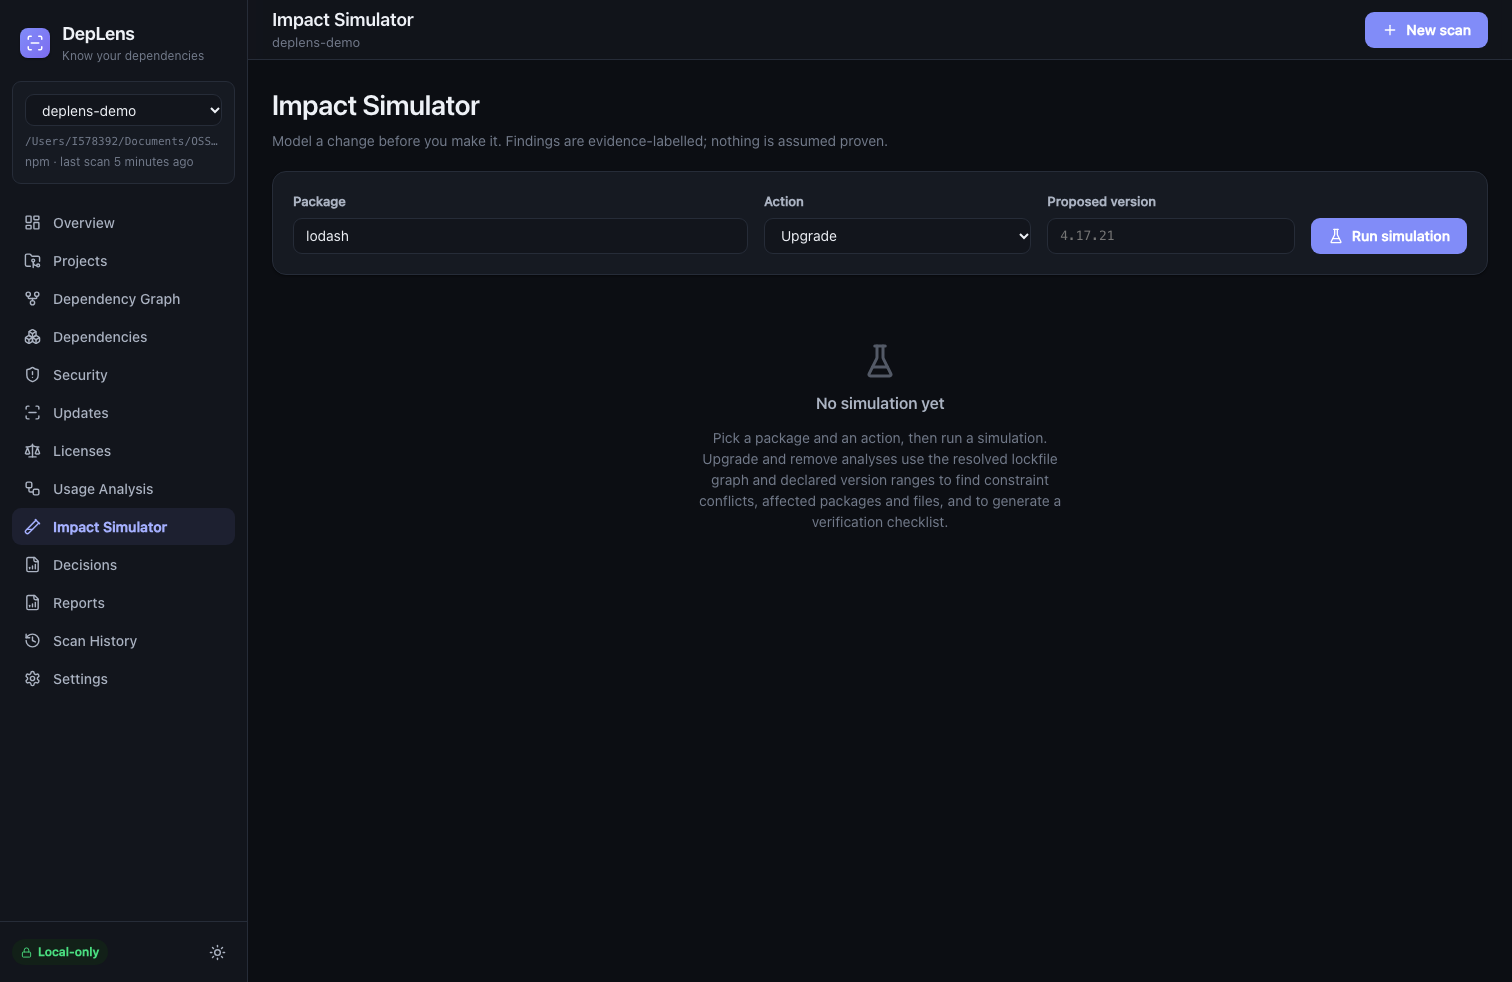 DepLens
Know your dependencies
deplens-demo
/Users/I578392/Documents/OSS…
npm · last scan 5 minutes ago
Overview
Projects
Dependency Graph
Dependencies
Security
Updates
Licenses
Usage Analysis
Impact Simulator
Decisions
Reports
Scan History
Settings
Local-only
Impact Simulator
deplens-demo
New scan
Impact Simulator
Model a change before you make it. Findings are evidence-labelled; nothing is assumed proven.
Package
Action
Proposed version
lodash
Upgrade
4.17.21
Run simulation
No simulation yet
Pick a package and an action, then run a simulation.
Upgrade and remove analyses use the resolved lockfile
graph and declared version ranges to find constraint
conflicts, affected packages and files, and to generate a
verification checklist.